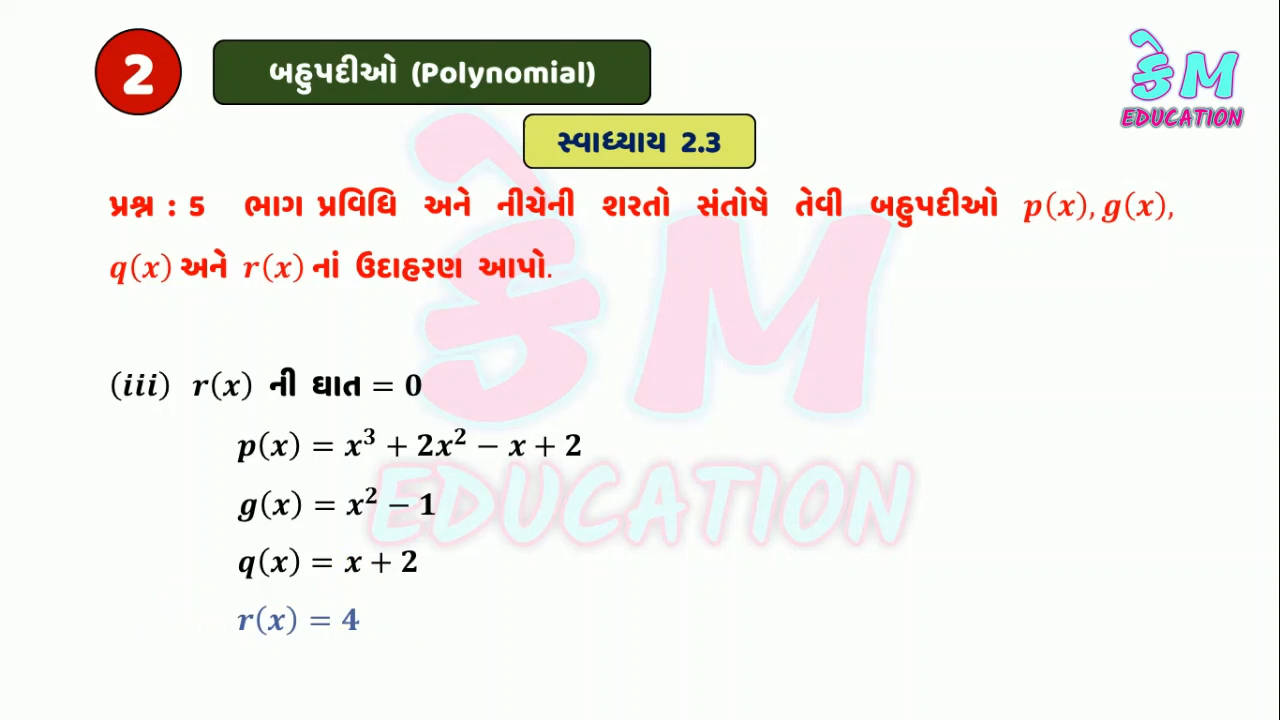 2
બહુપદીઓ (Polynomial)
કેM
EDUCATION
સ્વાધ્યાય 2.3
પ્રશ્ન : 5 ભાગ પ્રવિધિ અને નીચેની શરતો સંતોષે તેવી બહુપદીઓ p(x), g(x),
q(x) અને r(x) નાં ઉદાહરણ આપો.
(iii) r(x) ની ઘાત = 0
p(x) = x³ + 2x² − x + 2
g(x) = x² − 1
q(x) = x + 2
r(x) = 4
કેM
EDUCATION